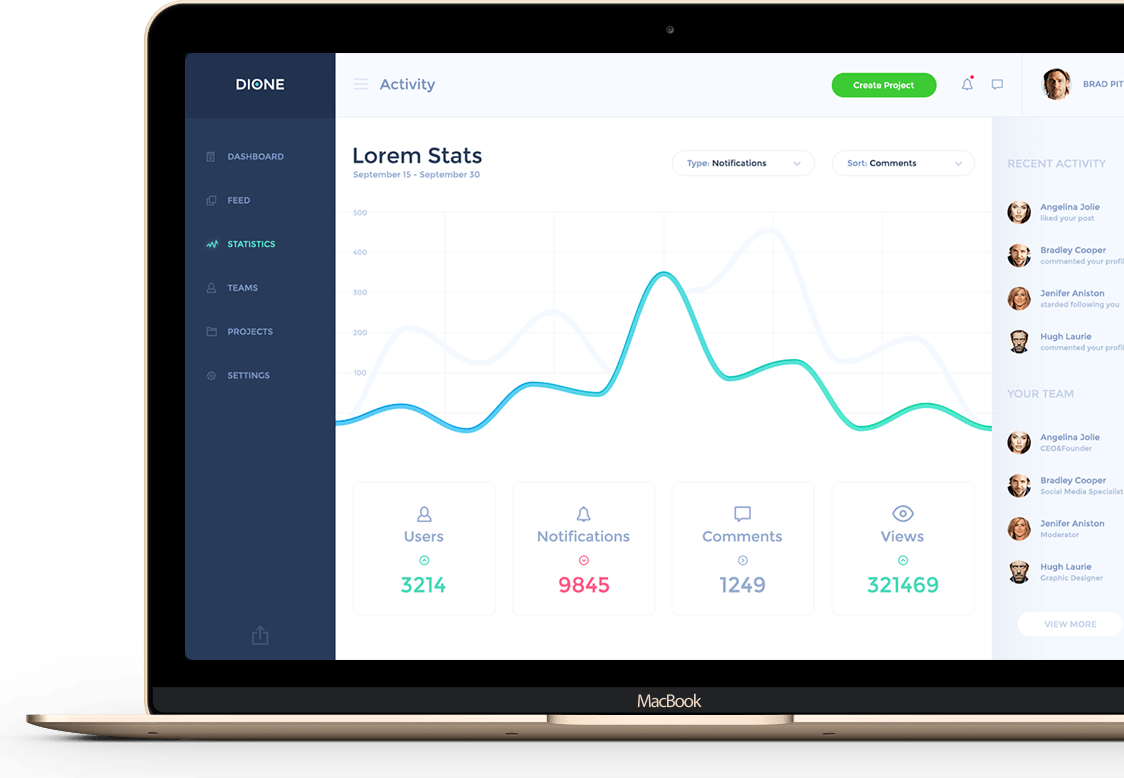 DIONE
Activity
Create Project
BRAD PIT
DASHBOARD
FEED
STATISTICS
TEAMS
PROJECTS
SETTINGS
Lorem Stats
September 15 - September 30
Type: Notifications
Sort: Comments
500
400
300
200
100
Users
3214
Notifications
9845
Comments
1249
Views
321469
RECENT ACTIVITY
Angelina Jolie
liked your post
Bradley Cooper
commented your profil
Jenifer Aniston
starded following you
Hugh Laurie
commented your profil
YOUR TEAM
Angelina Jolie
CEO&Founder
Bradley Cooper
Social Media Specialist
Jenifer Aniston
Moderator
Hugh Laurie
Graphic Designer
VIEW MORE
MacBook